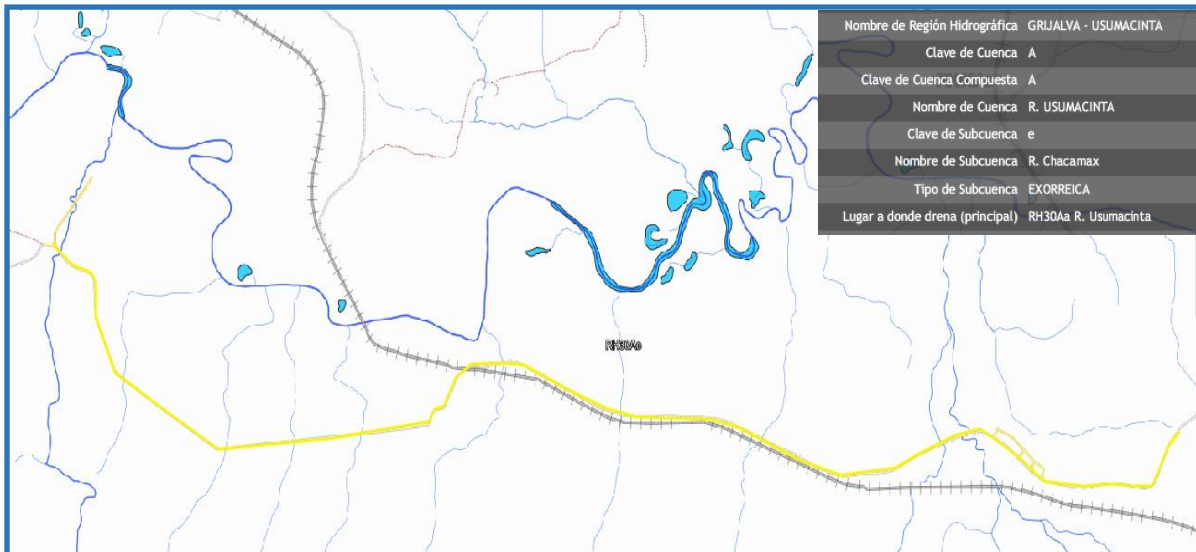 Nombre de Región Hidrográfica GRIJALVA - USUMACINTA
Clave de Cuenca A
Clave de Cuenca Compuesta A
Nombre de Cuenca R. USUMACINTA
Clave de Subcuenca e
Nombre de Subcuenca R. Chacamax
Tipo de Subcuenca EXORREICA
Lugar a donde drena (principal) RH30Aa R. Usumacinta
RH30Ae